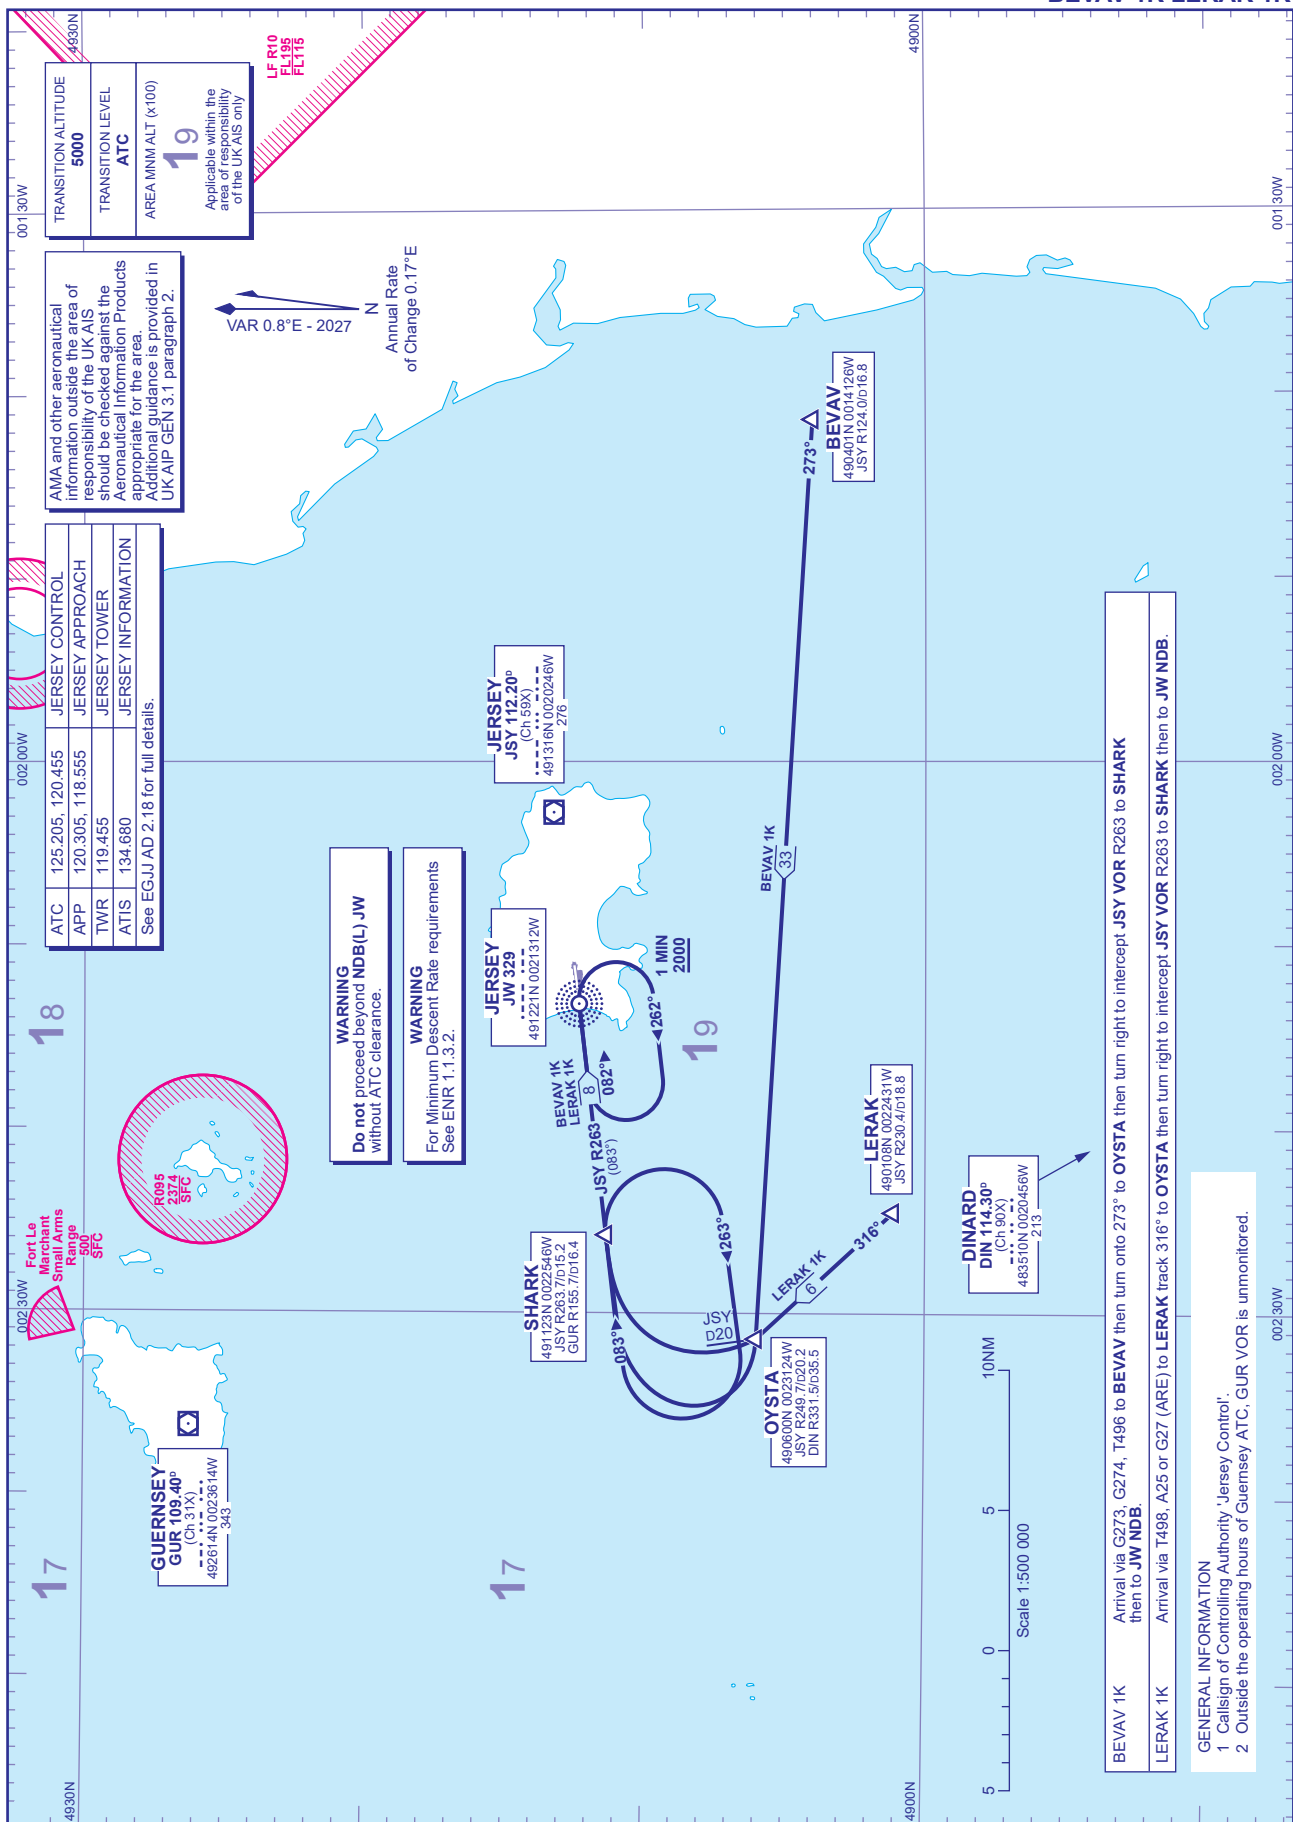 4930N
4900N
4930N
4900N
001 30W
001 30W
002 00W
002 00W
002 30W
002 30W
TRANSITION ALTITUDE
5000
TRANSITION LEVEL
ATC
AREA MNM ALT (x100)
19
Applicable within the
area of responsibility
of the UK AIS only
LF R10
FL195
FL115
AMA and other aeronautical
information outside the area of
responsibility of the UK AIS
should be checked against the
Aeronautical Information Products
appropriate for the area.
Additional guidance is provided in
UK AIP GEN 3.1 paragraph 2.
VAR 0.8°E - 2027
N
Annual Rate
of Change 0.17°E
ATC 125.205, 120.455 JERSEY CONTROL
APP 120.305, 118.555 JERSEY APPROACH
TWR 119.455 JERSEY TOWER
ATIS 134.680 JERSEY INFORMATION
See EGJJ AD 2.18 for full details.
WARNING
Do not proceed beyond NDB(L) JW
without ATC clearance.
WARNING
For Minimum Descent Rate requirements
See ENR 1.1.3.2.
18
17
17
19
Fort Le
Marchant
Small Arms
Range
500
SFC
R095
2374
SFC
GUERNSEY
GUR 109.40D
(Ch 31X)
492614N 0023614W
343
JERSEY
JSY 112.20D
(Ch 59X)
491316N 0020246W
276
JERSEY
JW 329
491221N 0021312W
1 MIN
2000
262°
082°
BEVAV 1K
LERAK 1K
8
JSY R263
(083°)
SHARK
491123N 0022546W
JSY R263.7/D15.2
GUR R155.7/D16.4
083°
263°
JSY
D20
OYSTA
490600N 0023124W
JSY R249.7/D20.2
DIN R331.5/D35.5
LERAK 1K
6
316°
LERAK
490108N 0022431W
JSY R230.4/D18.8
BEVAV 1K
33
273°
BEVAV
490401N 0014126W
JSY R124.0/D16.8
DINARD
DIN 114.30D
(Ch 90X)
483510N 0020456W
213
5 0 5 10NM
Scale 1:500 000
BEVAV 1K Arrival via G273, G274, T496 to BEVAV then turn onto 273° to OYSTA then turn right to intercept JSY VOR R263 to SHARK
then to JW NDB.
LERAK 1K Arrival via T498, A25 or G27 (ARE) to LERAK track 316° to OYSTA then turn right to intercept JSY VOR R263 to SHARK then to JW NDB.
GENERAL INFORMATION
1 Callsign of Controlling Authority 'Jersey Control'.
2 Outside the operating hours of Guernsey ATC, GUR VOR is unmonitored.